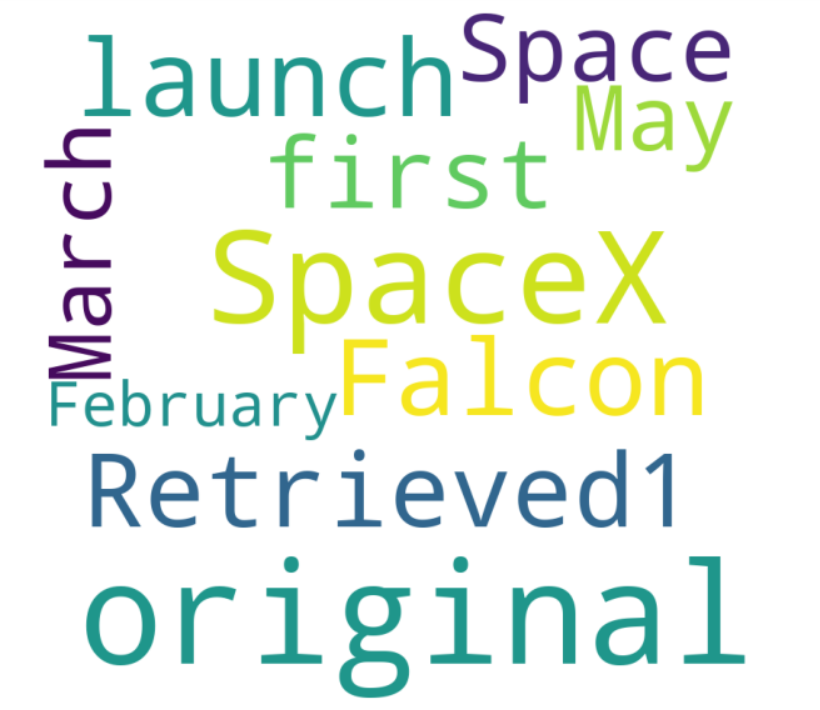 launch
Space
May
March
first
SpaceX
Falcon
February
Retrieved1
original